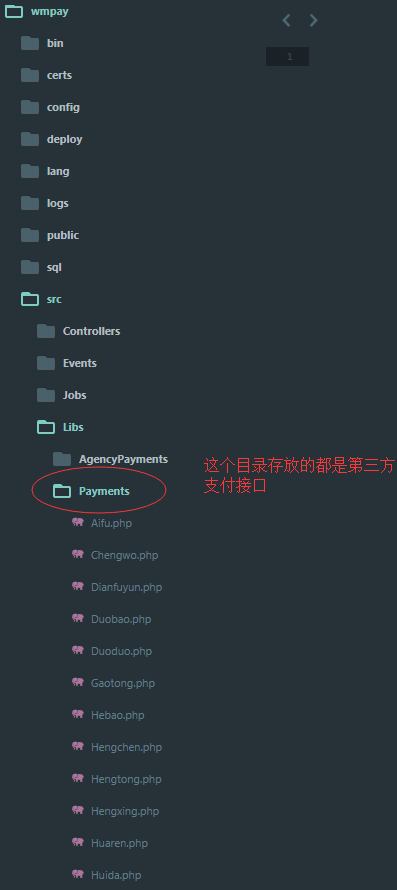 wmpay
bin
1
certs
config
deploy
lang
logs
public
sql
src
Controllers
Events
Jobs
Libs
AgencyPayments
这个目录存放的都是第三方
支付接口
Payments
Aifu.php
Chengwo.php
Dianfuyun.php
Duobao.php
Duoduo.php
Gaotong.php
Hebao.php
Hengchen.php
Hengtong.php
Hengxing.php
Huaren.php
Huida.php